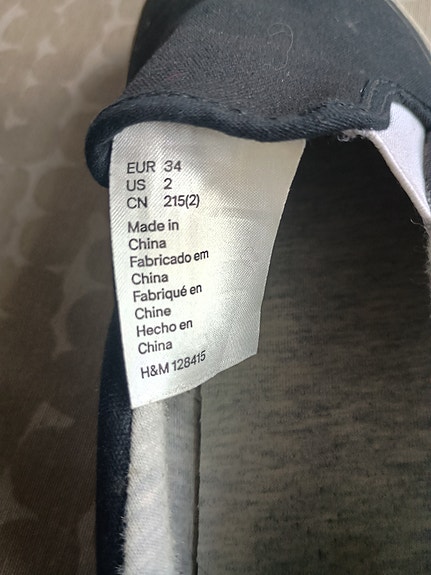 EUR 34
US 2
CN 215(2)
Made in
China
Fabricado em
China
Fabriqué en
Chine
Hecho en
China
H&M 128415